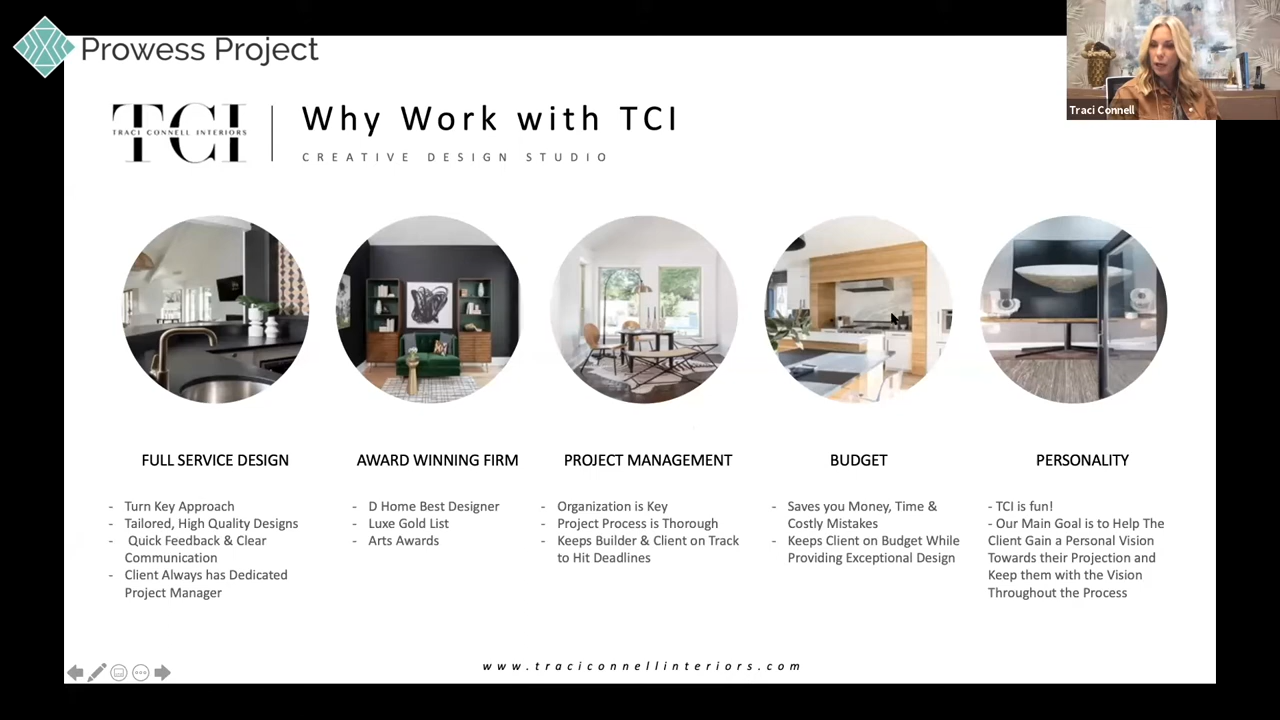 Prowess Project
Traci Connell
TCI
TRACI CONNELL INTERIORS
Why Work with TCI
CREATIVE DESIGN STUDIO
FULL SERVICE DESIGN
- Turn Key Approach
- Tailored, High Quality Designs
- Quick Feedback & Clear
Communication
- Client Always has Dedicated
Project Manager
AWARD WINNING FIRM
- D Home Best Designer
- Luxe Gold List
- Arts Awards
PROJECT MANAGEMENT
- Organization is Key
- Project Process is Thorough
- Keeps Builder & Client on Track
to Hit Deadlines
BUDGET
- Saves you Money, Time &
Costly Mistakes
- Keeps Client on Budget While
Providing Exceptional Design
PERSONALITY
- TCI is fun!
- Our Main Goal is to Help The
Client Gain a Personal Vision
Towards their Projection and
Keep them with the Vision
Throughout the Process
www.traciconnellinteriors.com